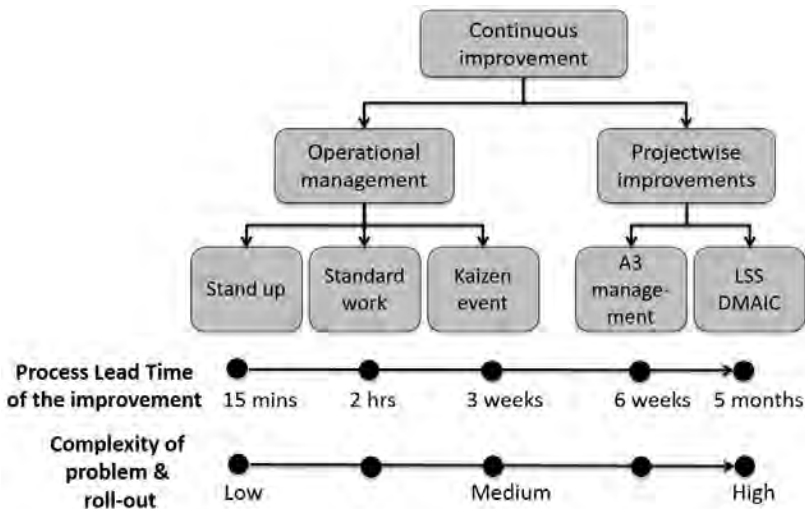 Continuous
improvement
Operational
management
Projectwise
improvements
Stand up
Standard
work
Kaizen
event
A3
manage-
ment
LSS
DMAIC
Process Lead Time
of the improvement
15 mins
2 hrs
3 weeks
6 weeks
5 months
Complexity of
problem &
roll-out
Low
Medium
High